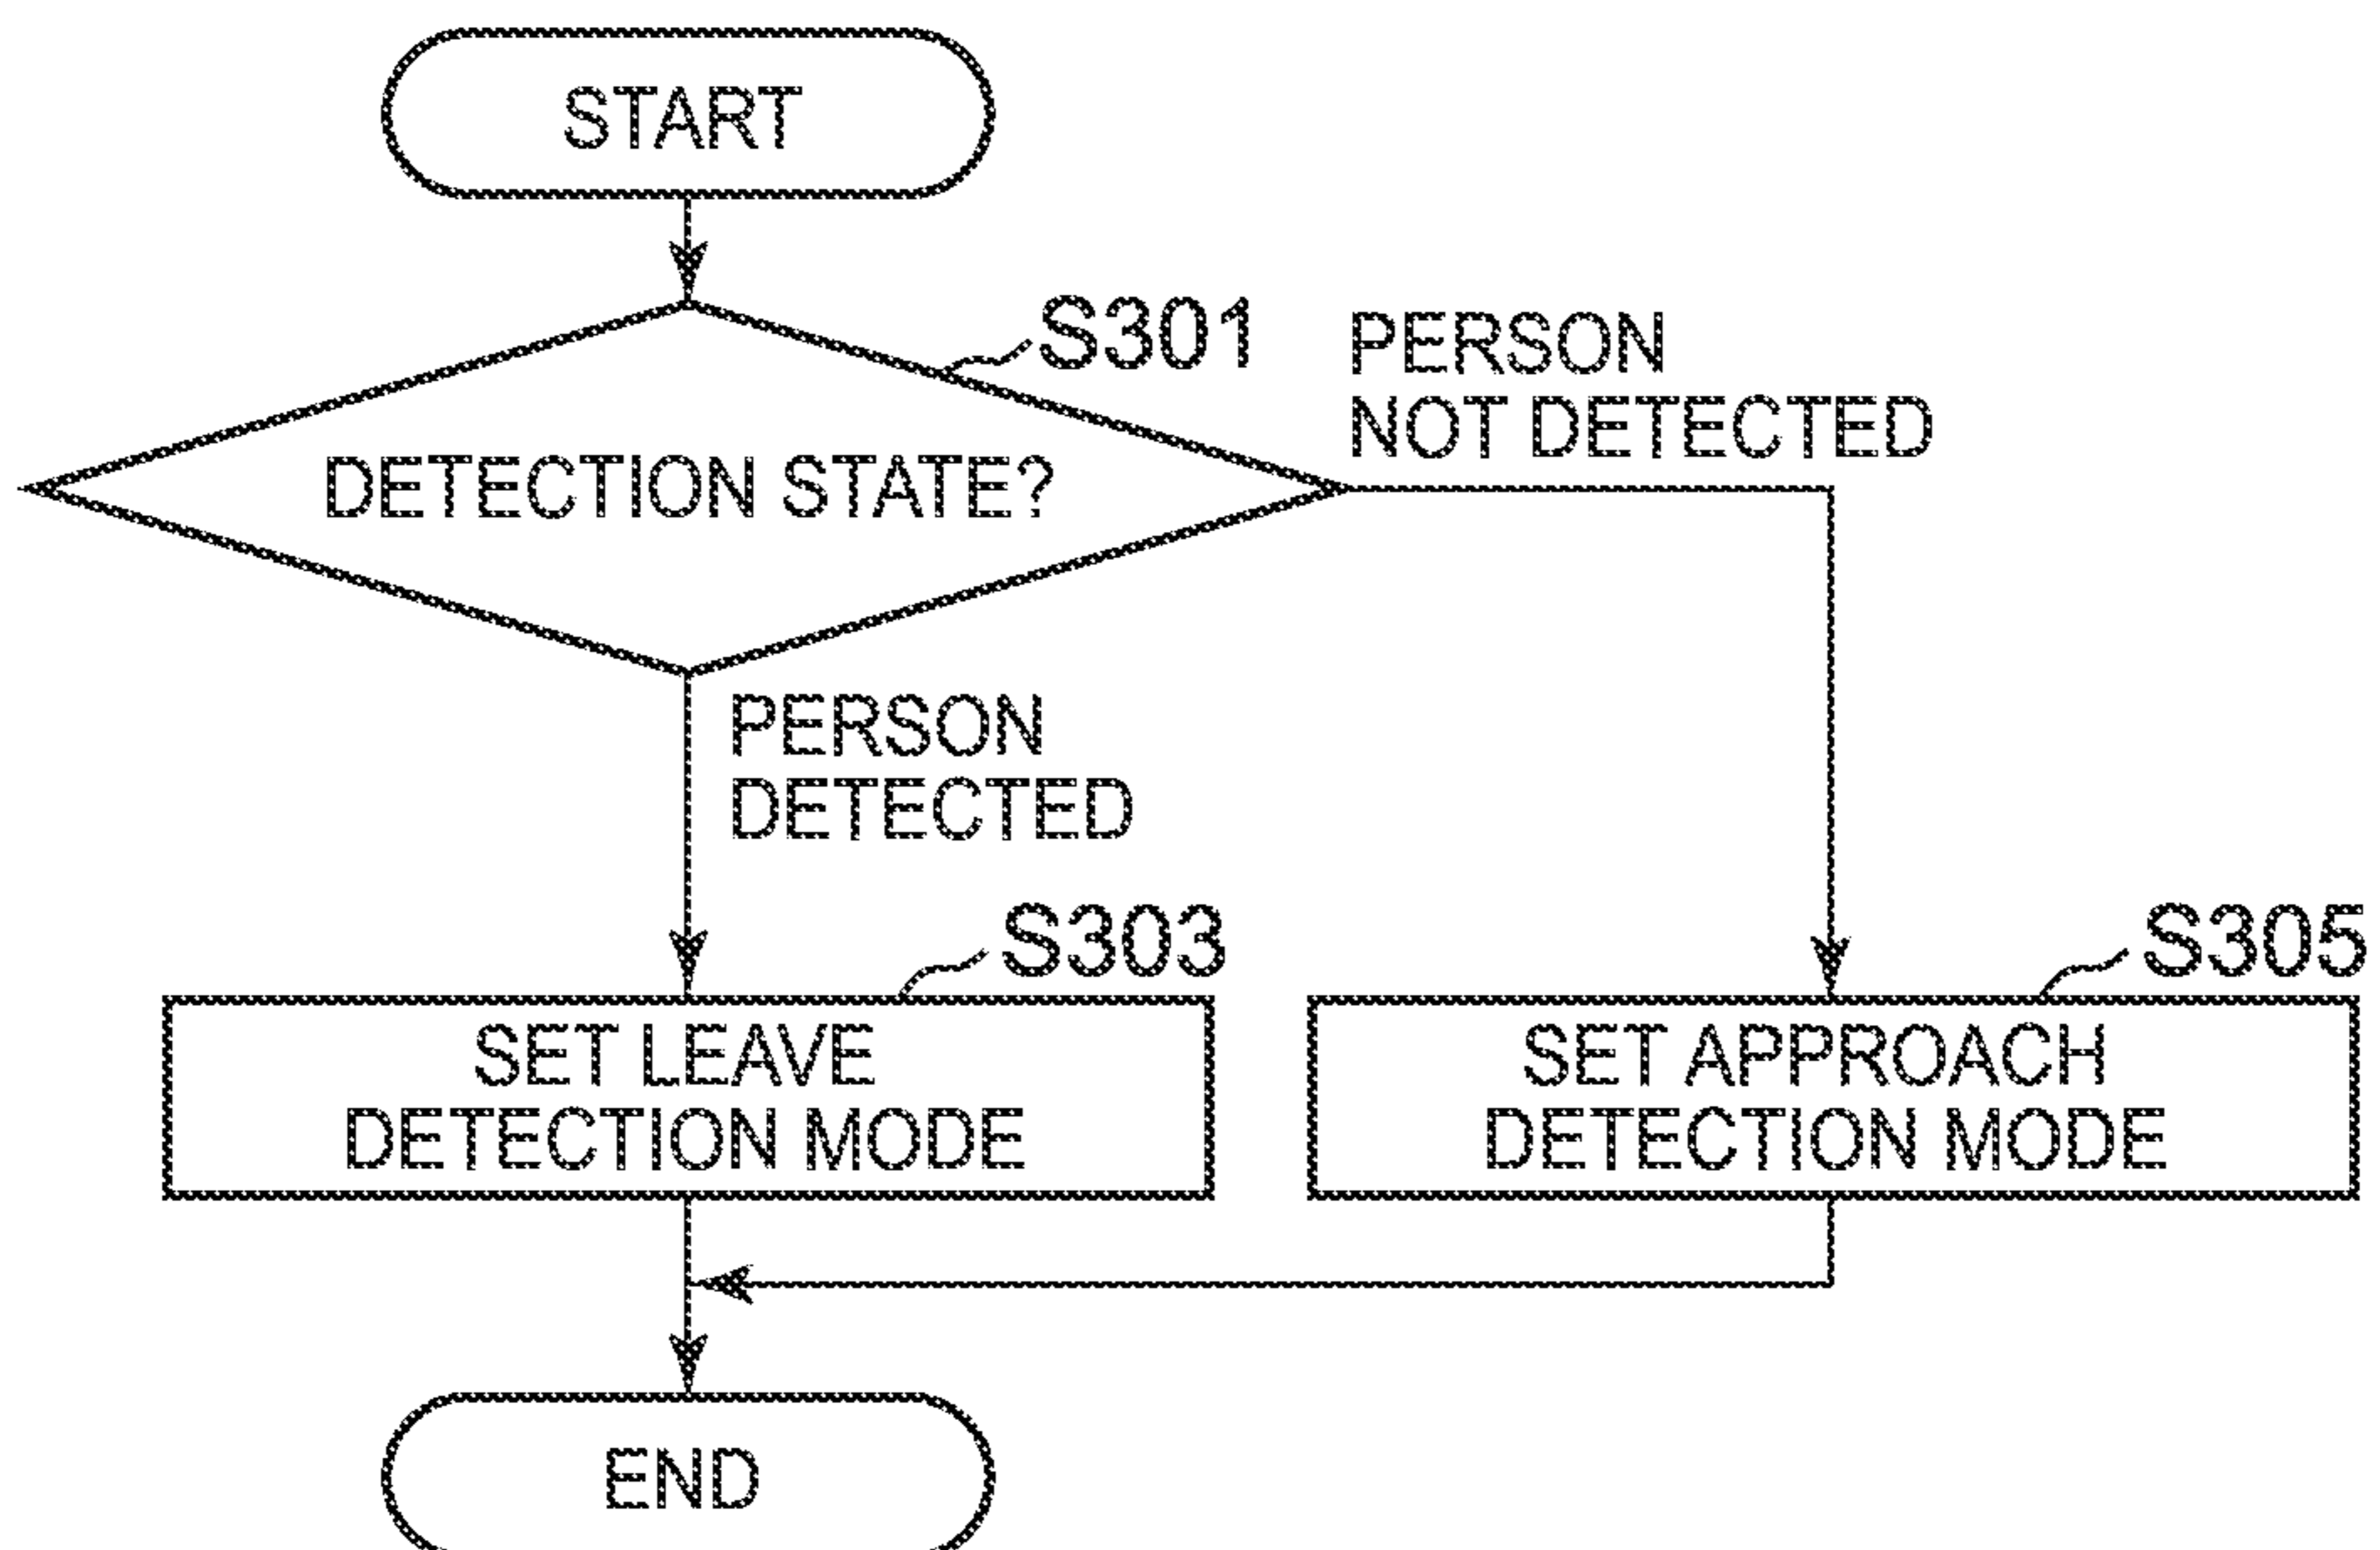 START
S301
PERSON
NOT DETECTED
DETECTION STATE?
PERSON
DETECTED
S303
S305
SET LEAVE
DETECTION MODE
SET APPROACH
DETECTION MODE
END